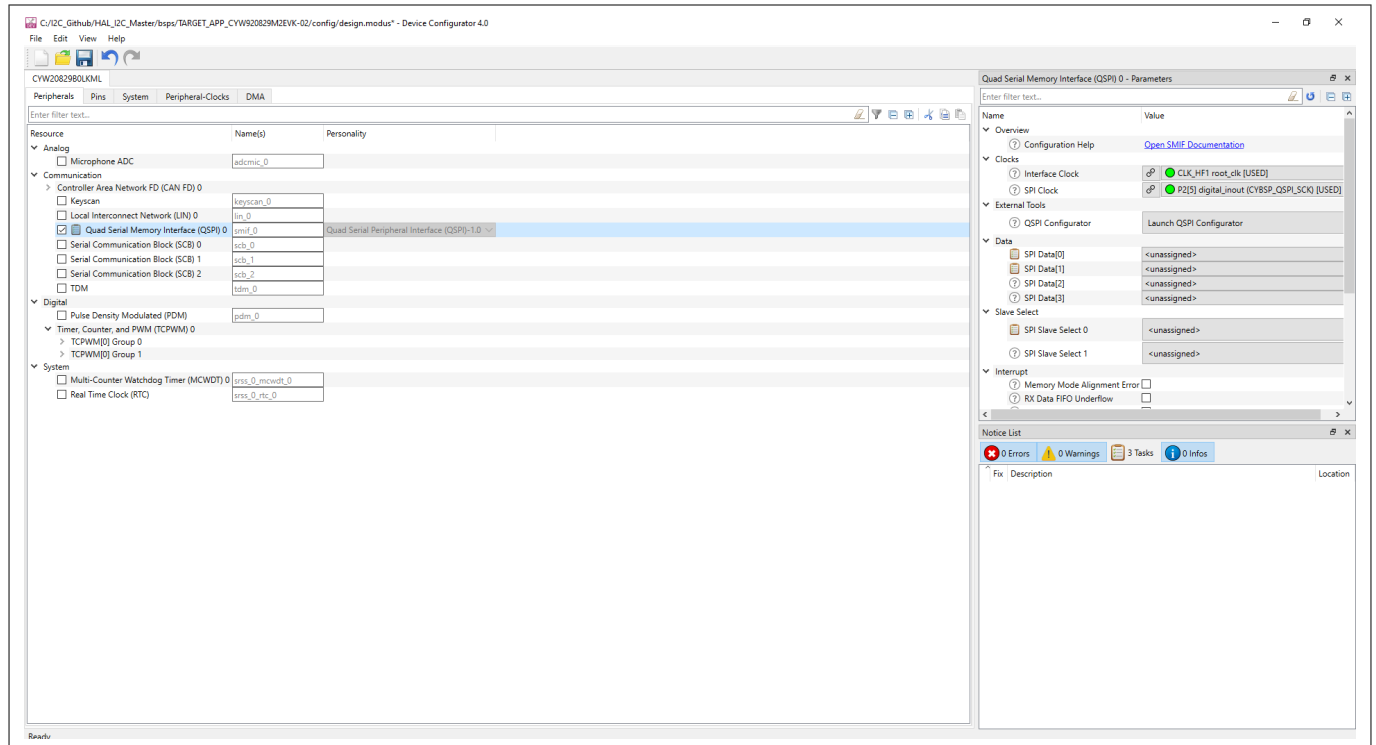 C:/I2C_Github/HAL_I2C_Master/bsps/TARGET_APP_CYW920829M2EVK-02/config/design.modus* - Device Configurator 4.0
File Edit View Help
CYW20829B0LKML
Peripherals Pins System Peripheral-Clocks DMA
Enter filter text...
Resource Name(s) Personality
Analog
Microphone ADC adcmic_0
Communication
Controller Area Network FD (CAN FD) 0
Keyscan keyscan_0
Local Interconnect Network (LIN) 0 lin_0
Quad Serial Memory Interface (QSPI) 0 smif_0 Quad Serial Peripheral Interface (QSPI)-1.0
Serial Communication Block (SCB) 0 scb_0
Serial Communication Block (SCB) 1 scb_1
Serial Communication Block (SCB) 2 scb_2
TDM tdm_0
Digital
Pulse Density Modulated (PDM) pdm_0
Timer, Counter, and PWM (TCPWM) 0
TCPWM[0] Group 0
TCPWM[0] Group 1
System
Multi-Counter Watchdog Timer (MCWDT) 0 srss_0_mcwdt_0
Real Time Clock (RTC) srss_0_rtc_0
Quad Serial Memory Interface (QSPI) 0 - Parameters
Enter filter text...
Name Value
Overview
Configuration Help Open SMIF Documentation
Clocks
Interface Clock CLK_HF1 root_clk [USED]
SPI Clock P2[5] digital_inout (CYBSP_QSPI_SCK) [USED]
External Tools
QSPI Configurator Launch QSPI Configurator
Data
SPI Data[0] <unassigned>
SPI Data[1] <unassigned>
SPI Data[2] <unassigned>
SPI Data[3] <unassigned>
Slave Select
SPI Slave Select 0 <unassigned>
SPI Slave Select 1 <unassigned>
Interrupt
Memory Mode Alignment Error
RX Data FIFO Underflow
Notice List
0 Errors 0 Warnings 3 Tasks 0 Infos
Fix Description Location
Ready